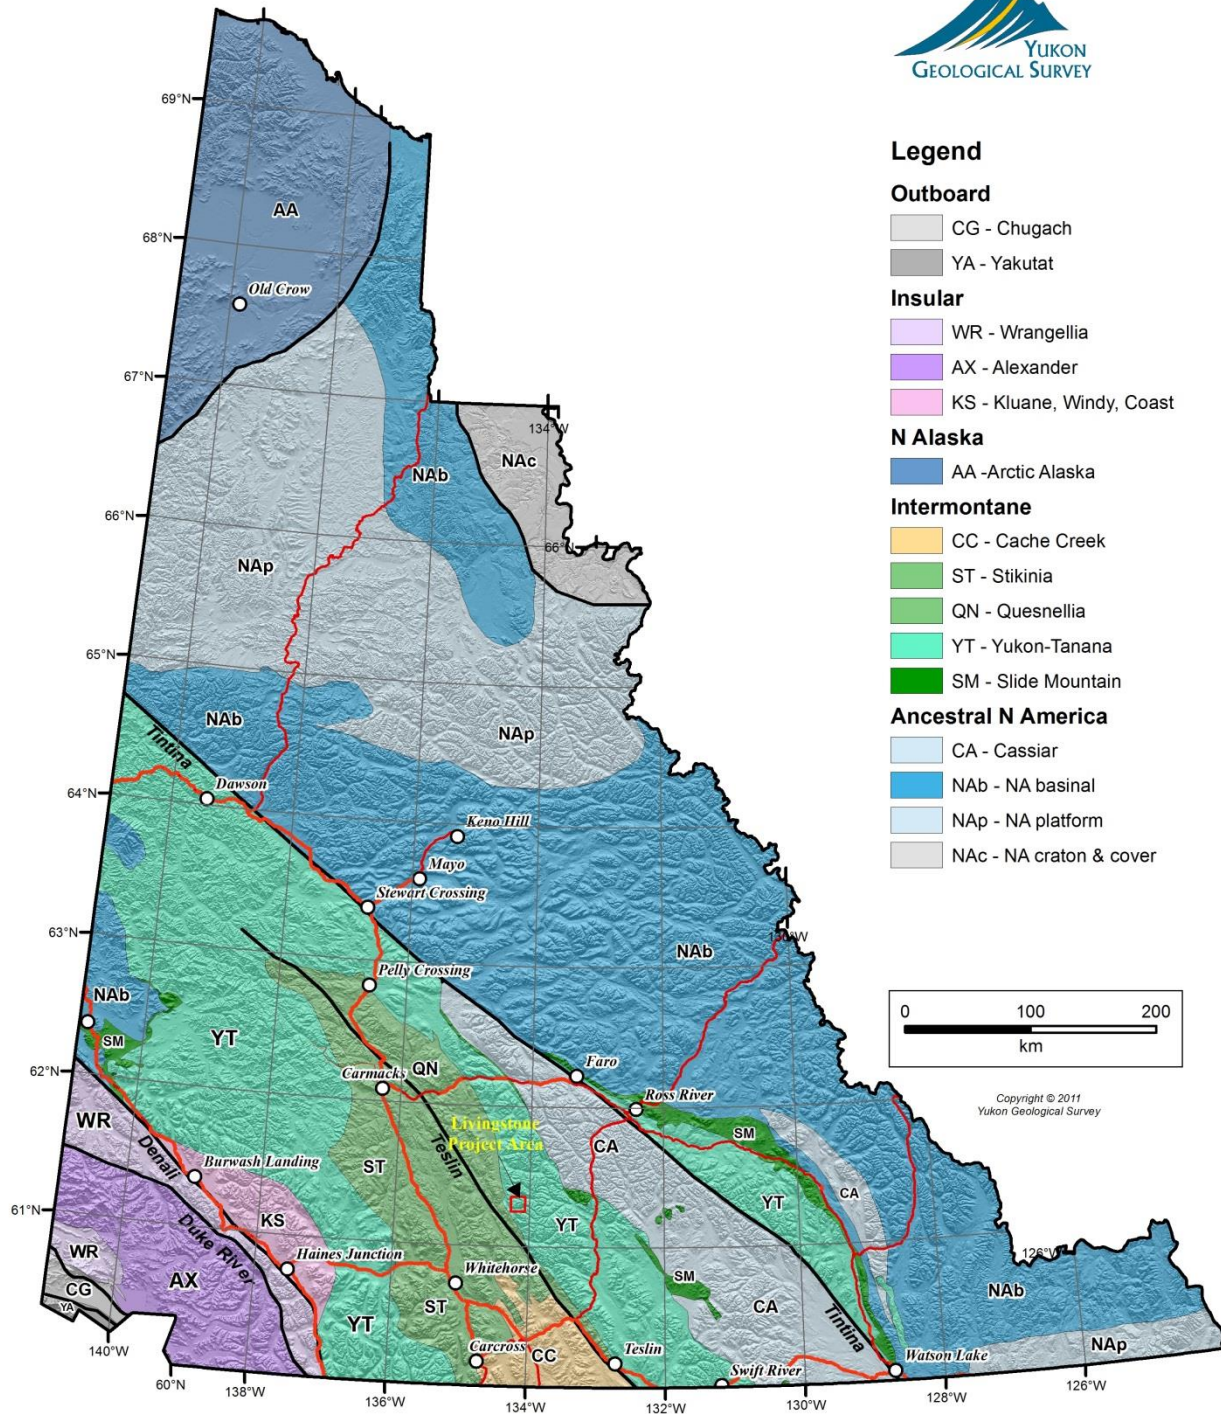 YUKON
GEOLOGICAL SURVEY
Legend
Outboard
CG - Chugach
YA - Yakutat
Insular
WR - Wrangellia
AX - Alexander
KS - Kluane, Windy, Coast
N Alaska
AA -Arctic Alaska
Intermontane
CC - Cache Creek
ST - Stikinia
QN - Quesnellia
YT - Yukon-Tanana
SM - Slide Mountain
Ancestral N America
CA - Cassiar
NAb - NA basinal
NAp - NA platform
NAc - NA craton & cover
0 100 200
km
Copyright © 2011
Yukon Geological Survey
69°N
AA
68°N
Old Crow
67°N
134°W
NAc
NAb
66°N
66°N
NAp
65°N
NAb
NAp
Tintina
Dawson
64°N
Keno Hill
Mayo
Stewart Crossing
63°N
130°W
NAb
Pelly Crossing
NAb
YT
SM
62°N
Faro
QN
Carmacks
Ross River
WR
Livingstone
Project Area
SM
Teslin
CA
Denali
Burwash Landing
ST
CA
YT
61°N
KS
YT
Duke River
WR
Haines Junction
126°W
Whitehorse
SM
AX
CG
NAb
YA
ST
CA
YT
Tintina
140°W
Carcross
CC
Teslin
NAp
Swift River
Watson Lake
60°N
138°W
136°W
134°W
132°W
130°W
128°W
126°W